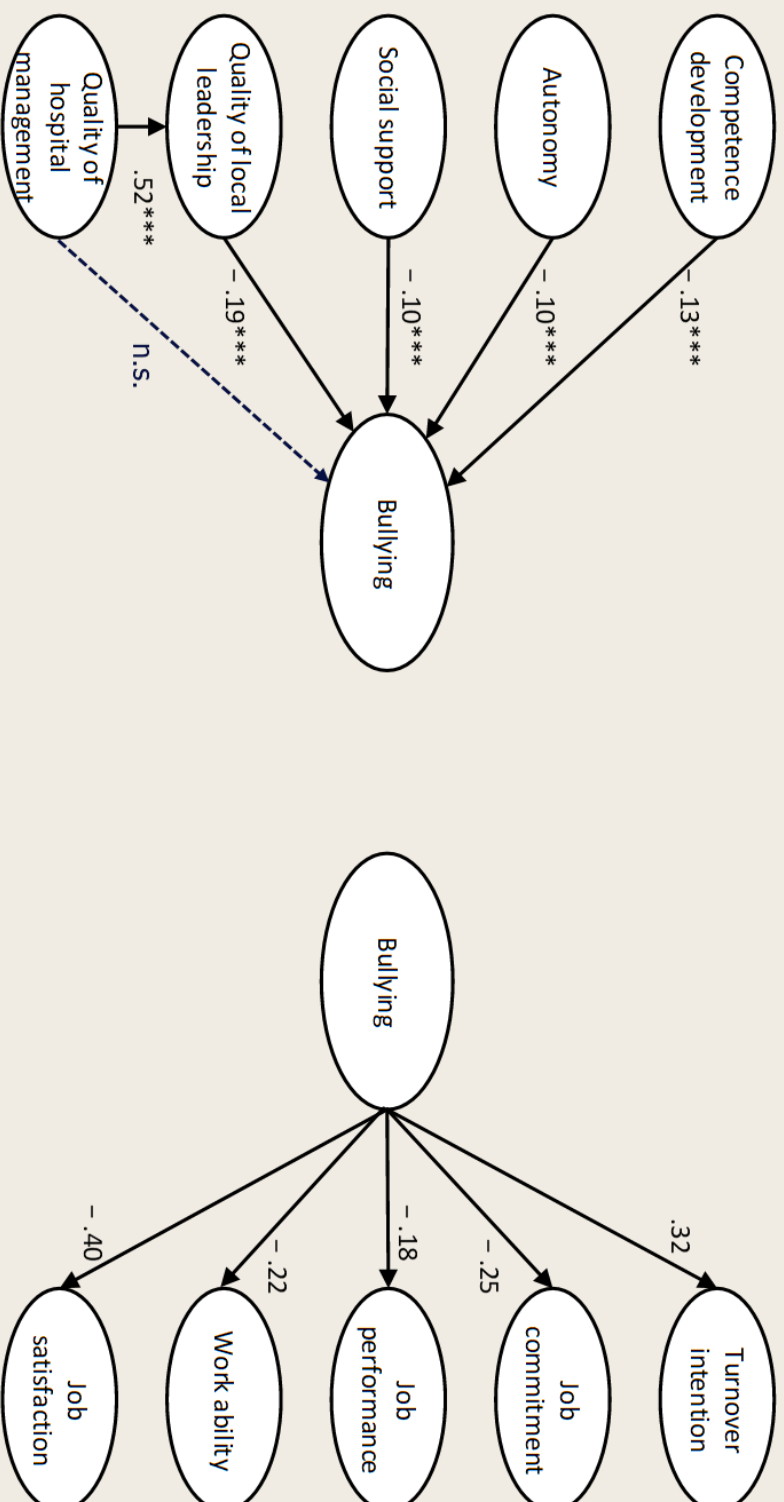 Competence
development
– .13***
Autonomy
– .10***
Social support
– .10***
Quality of local
leadership
– .19***
Quality of
hospital
management
.52***
n.s.
Bullying
Bullying
.32
Turnover
intention
– .25
Job
commitment
– .18
Job
performance
– .22
Work ability
– .40
Job
satisfaction